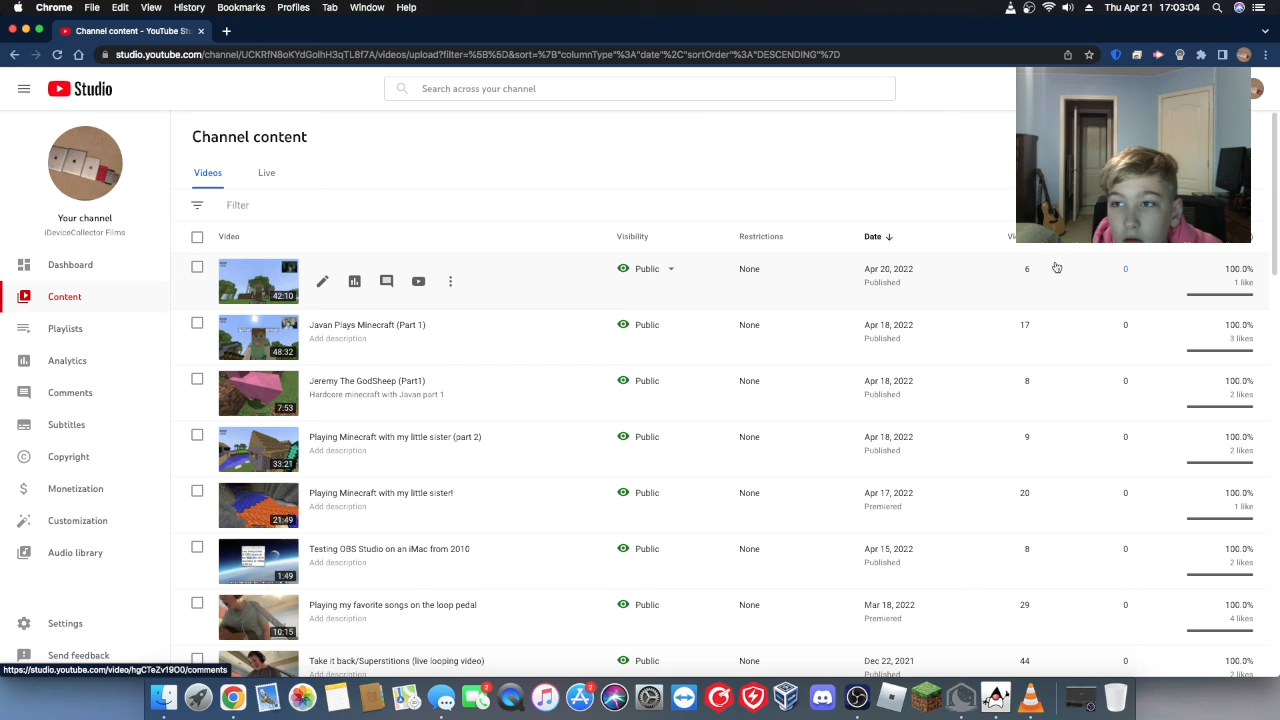 Chrome File Edit View History Bookmarks Profiles Tab Window Help Thu Apr 21 17:03:04
Content content - YouTube Stu
studio.youtube.com/channel/UCKRfN8oKYdGolhH3qTL8f7A/videos/upload?filter=%5B%5D&sort=%7B"columnType"%3A"date"%2C"sortOrder"%3A"DESCENDING"%7D
Studio
Search across your channel
Channel content
Videos Live
Filter
Your channel
iDeviceCollector Films
Dashboard
Content
Playlists
Analytics
Comments
Subtitles
Copyright
Monetization
Customization
Audio library
Settings
Send feedback
Video Visibility Restrictions Date
42:10 Public None Apr 20, 2022 6 0 100.0%
Published 1 like
Javan Plays Minecraft (Part 1) Public None Apr 18, 2022 17 0 100.0%
Add description Published 3 likes
48:32
Jeremy The GodSheep (Part1) Public None Apr 18, 2022 8 0 100.0%
Hardcore minecraft with Javan part 1 Published 2 likes
7:53
Playing Minecraft with my little sister (part 2) Public None Apr 18, 2022 9 0 100.0%
Add description Published 2 likes
33:21
Playing Minecraft with my little sister! Public None Apr 17, 2022 20 0 100.0%
Add description Premiered 1 like
21:49
Testing OBS Studio on an iMac from 2010 Public None Apr 15, 2022 8 0 100.0%
Add description Published 2 likes
1:49
Playing my favorite songs on the loop pedal Public None Mar 18, 2022 29 0 100.0%
Add description Premiered 4 likes
10:15
Take it back/Superstitions (live looping video) Public None Dec 22, 2021 44 0 100.0%
https://studio.youtube.com/video/hgCTeZv19O0/comments
2 2